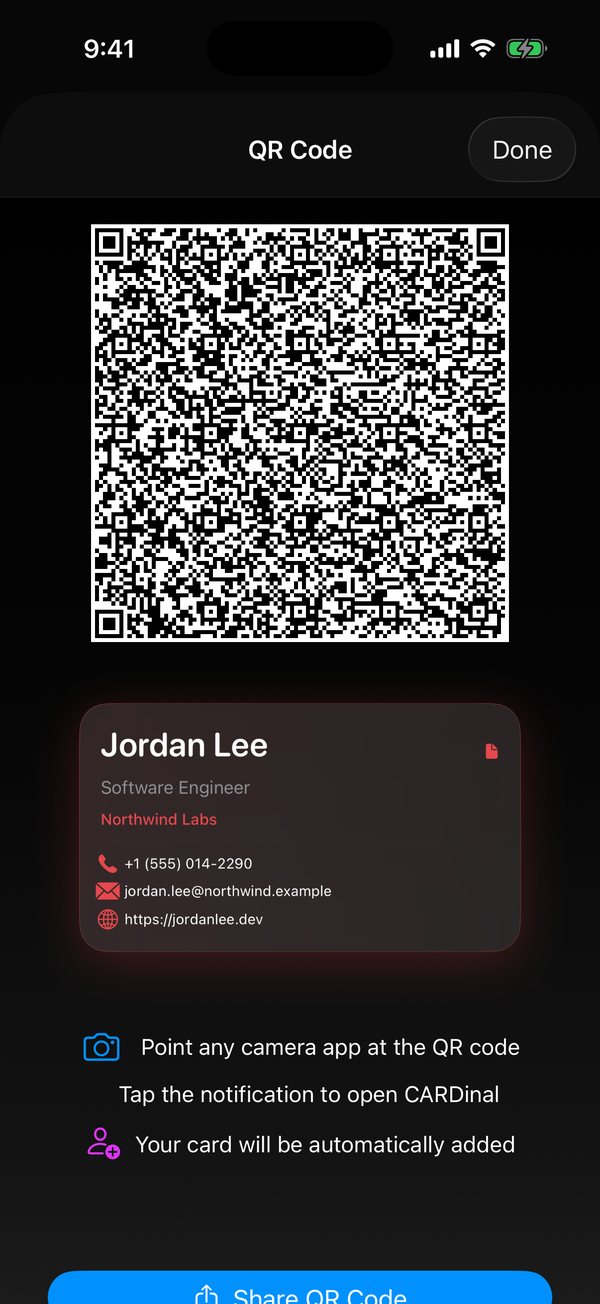 9:41
QR Code
Done
Jordan Lee
Software Engineer
Northwind Labs
+1 (555) 014-2290
jordan.lee@northwind.example
https://jordanlee.dev
Point any camera app at the QR code
Tap the notification to open CARDinal
Your card will be automatically added
Share QR Code